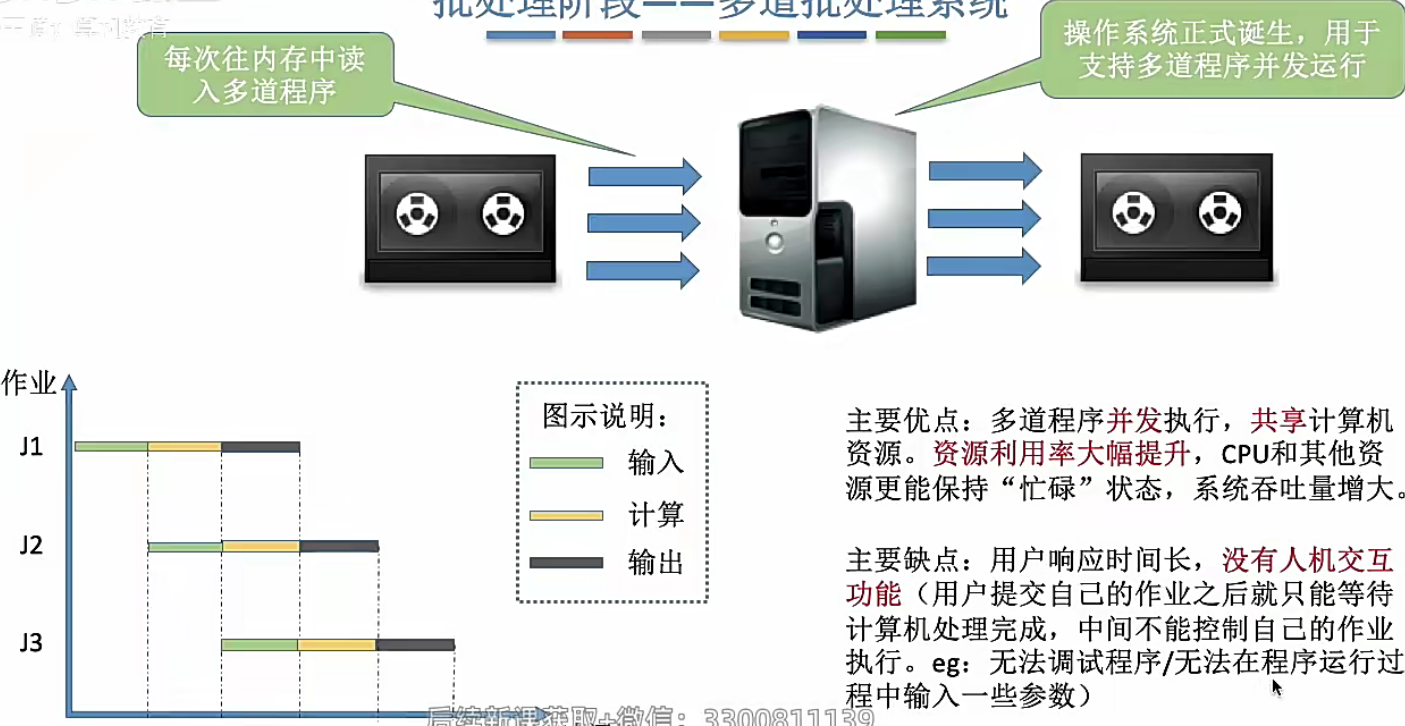 批处理阶段——多道批处理系统
每次往内存中读
入多道程序
操作系统正式诞生，用于
支持多道程序并发运行
作业
J1
J2
J3
图示说明：
输入
计算
输出
主要优点：多道程序并发执行，共享计算机
资源。资源利用率大幅提升，CPU和其他资
源更能保持“忙碌”状态，系统吞吐量增大。
主要缺点：用户响应时间长，没有人机交互
功能（用户提交自己的作业之后就只能等待
计算机处理完成，中间不能控制自己的作业
执行。eg：无法调试程序/无法在程序运行过
程中输入一些参数）
后续新课获取+微信：3300811139